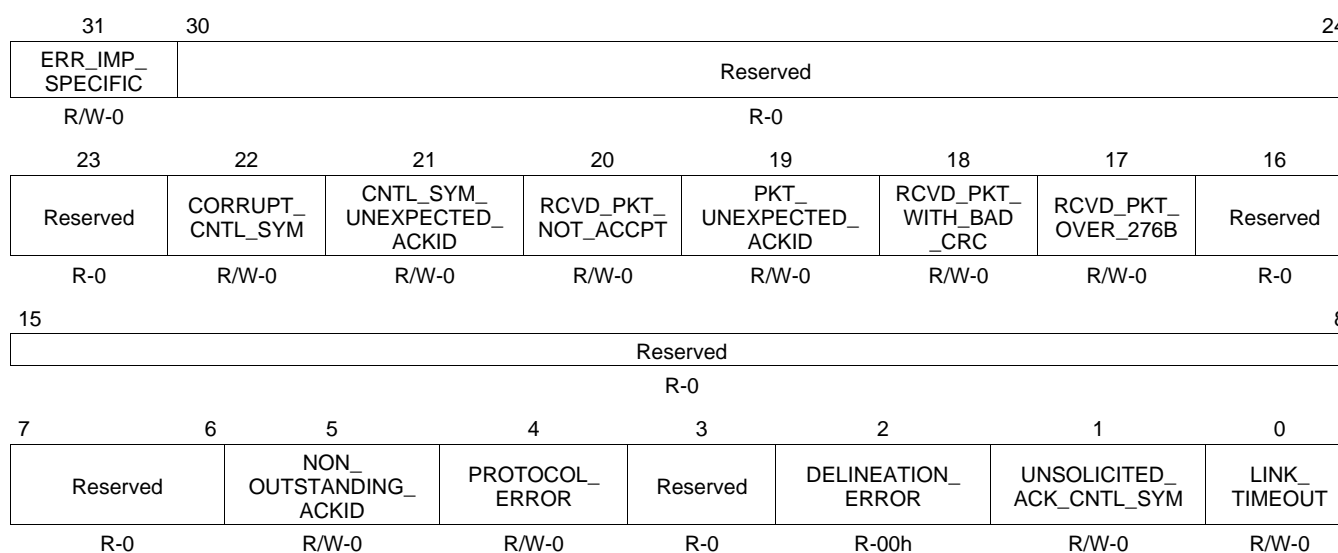 31 30 24
ERR_IMP_
SPECIFIC
Reserved
R/W-0 R-0
23 22 21 20 19 18 17 16
Reserved
CORRUPT_
CNTL_SYM
CNTL_SYM_
UNEXPECTED_
ACKID
RCVD_PKT_
NOT_ACCPT
PKT_
UNEXPECTED_
ACKID
RCVD_PKT_
WITH_BAD
_CRC
RCVD_PKT_
OVER_276B
Reserved
R-0 R/W-0 R/W-0 R/W-0 R/W-0 R/W-0 R/W-0 R-0
15 8
Reserved
R-0
7 6 5 4 3 2 1 0
Reserved
NON_
OUTSTANDING_
ACKID
PROTOCOL_
ERROR
Reserved
DELINEATION_
ERROR
UNSOLICITED_
ACK_CNTL_SYM
LINK_
TIMEOUT
R-0 R/W-0 R/W-0 R-0 R-00h R/W-0 R/W-0